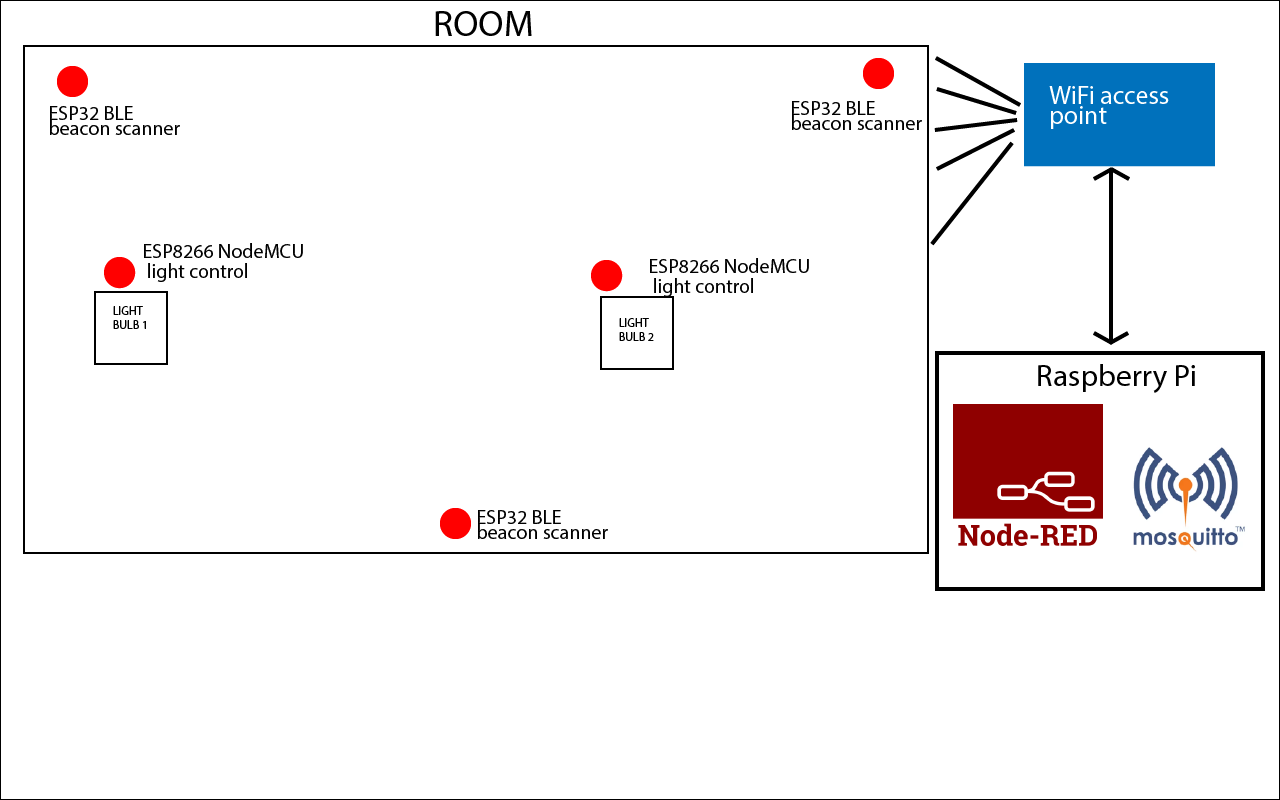 ROOM
ESP32 BLE
beacon scanner
ESP32 BLE
beacon scanner
WiFi access
point
ESP8266 NodeMCU
light control
LIGHT
BULB 1
ESP8266 NodeMCU
light control
LIGHT
BULB 2
ESP32 BLE
beacon scanner
Raspberry Pi
Node-RED
mosquitto™